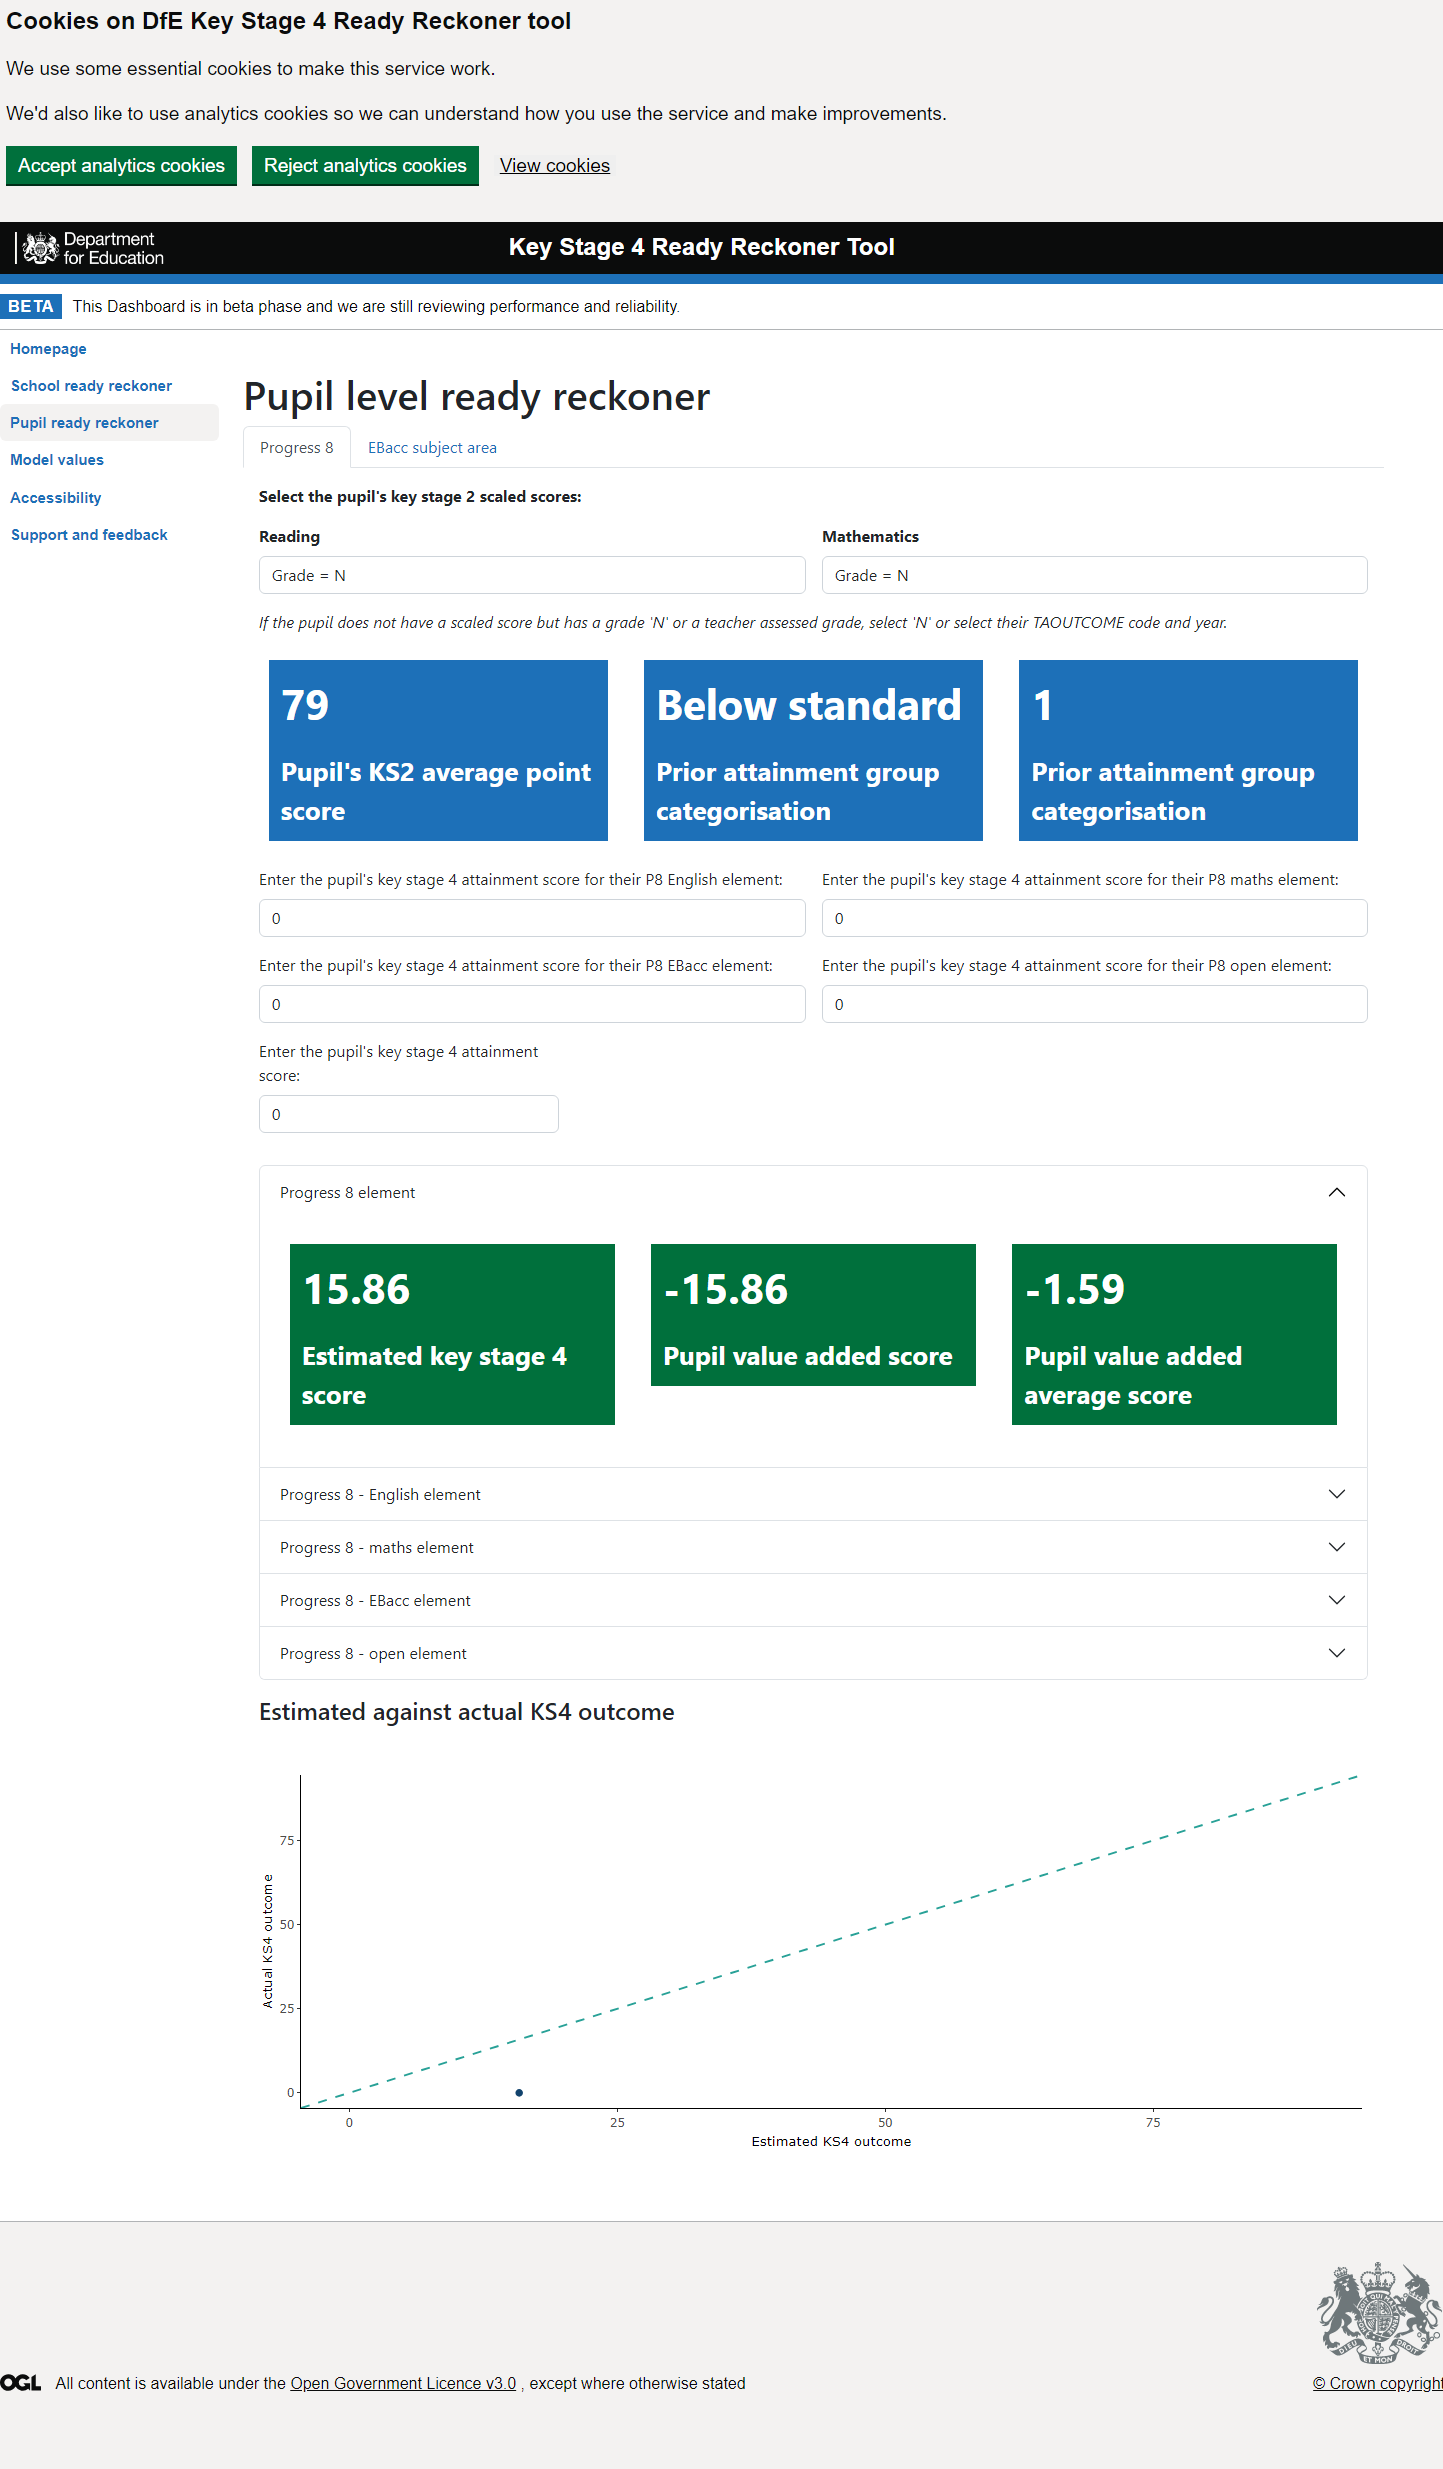 Cookies on DfE Key Stage 4 Ready Reckoner tool
We use some essential cookies to make this service work.
We'd also like to use analytics cookies so we can understand how you use the service and make improvements.
Accept analytics cookies Reject analytics cookies View cookies
Department
for Education
Key Stage 4 Ready Reckoner Tool
BETA This Dashboard is in beta phase and we are still reviewing performance and reliability.
Homepage
School ready reckoner
Pupil ready reckoner
Model values
Accessibility
Support and feedback
Pupil level ready reckoner
Progress 8 EBacc subject area
Select the pupil's key stage 2 scaled scores:
Reading Mathematics
Grade = N Grade = N
If the pupil does not have a scaled score but has a grade 'N' or a teacher assessed grade, select 'N' or select their TAOUTCOME code and year.
79
Pupil's KS2 average point
score
Below standard
Prior attainment group
categorisation
1
Prior attainment group
categorisation
Enter the pupil's key stage 4 attainment score for their P8 English element: Enter the pupil's key stage 4 attainment score for their P8 maths element:
0 0
Enter the pupil's key stage 4 attainment score for their P8 EBacc element: Enter the pupil's key stage 4 attainment score for their P8 open element:
0 0
Enter the pupil's key stage 4 attainment
score:
0
Progress 8 element
15.86
Estimated key stage 4
score
-15.86
Pupil value added score
-1.59
Pupil value added
average score
Progress 8 - English element
Progress 8 - maths element
Progress 8 - EBacc element
Progress 8 - open element
Estimated against actual KS4 outcome
75
50
25
0
Actual KS4 outcome
0 25 50 75
Estimated KS4 outcome
OGL All content is available under the Open Government Licence v3.0 , except where otherwise stated
© Crown copyright